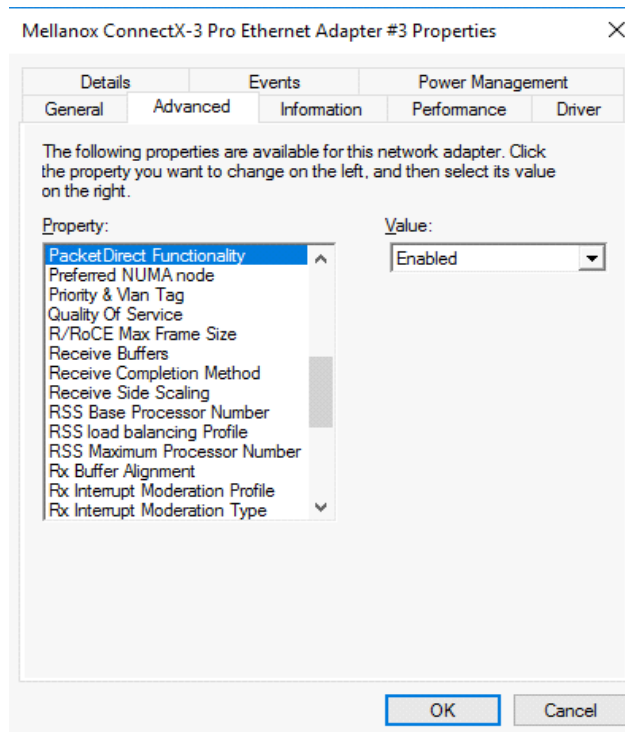 Mellanox ConnectX-3 Pro Ethernet Adapter #3 Properties
Details Events Power Management
General Advanced Information Performance Driver
The following properties are available for this network adapter. Click
the property you want to change on the left, and then select its value
on the right.
Property: Value:
PacketDirect Functionality Enabled
Preferred NUMA node
Priority & Vlan Tag
Quality Of Service
R/RoCE Max Frame Size
Receive Buffers
Receive Completion Method
Receive Side Scaling
RSS Base Processor Number
RSS load balancing Profile
RSS Maximum Processor Number
Rx Buffer Alignment
Rx Interrupt Moderation Profile
Rx Interrupt Moderation Type
OK Cancel